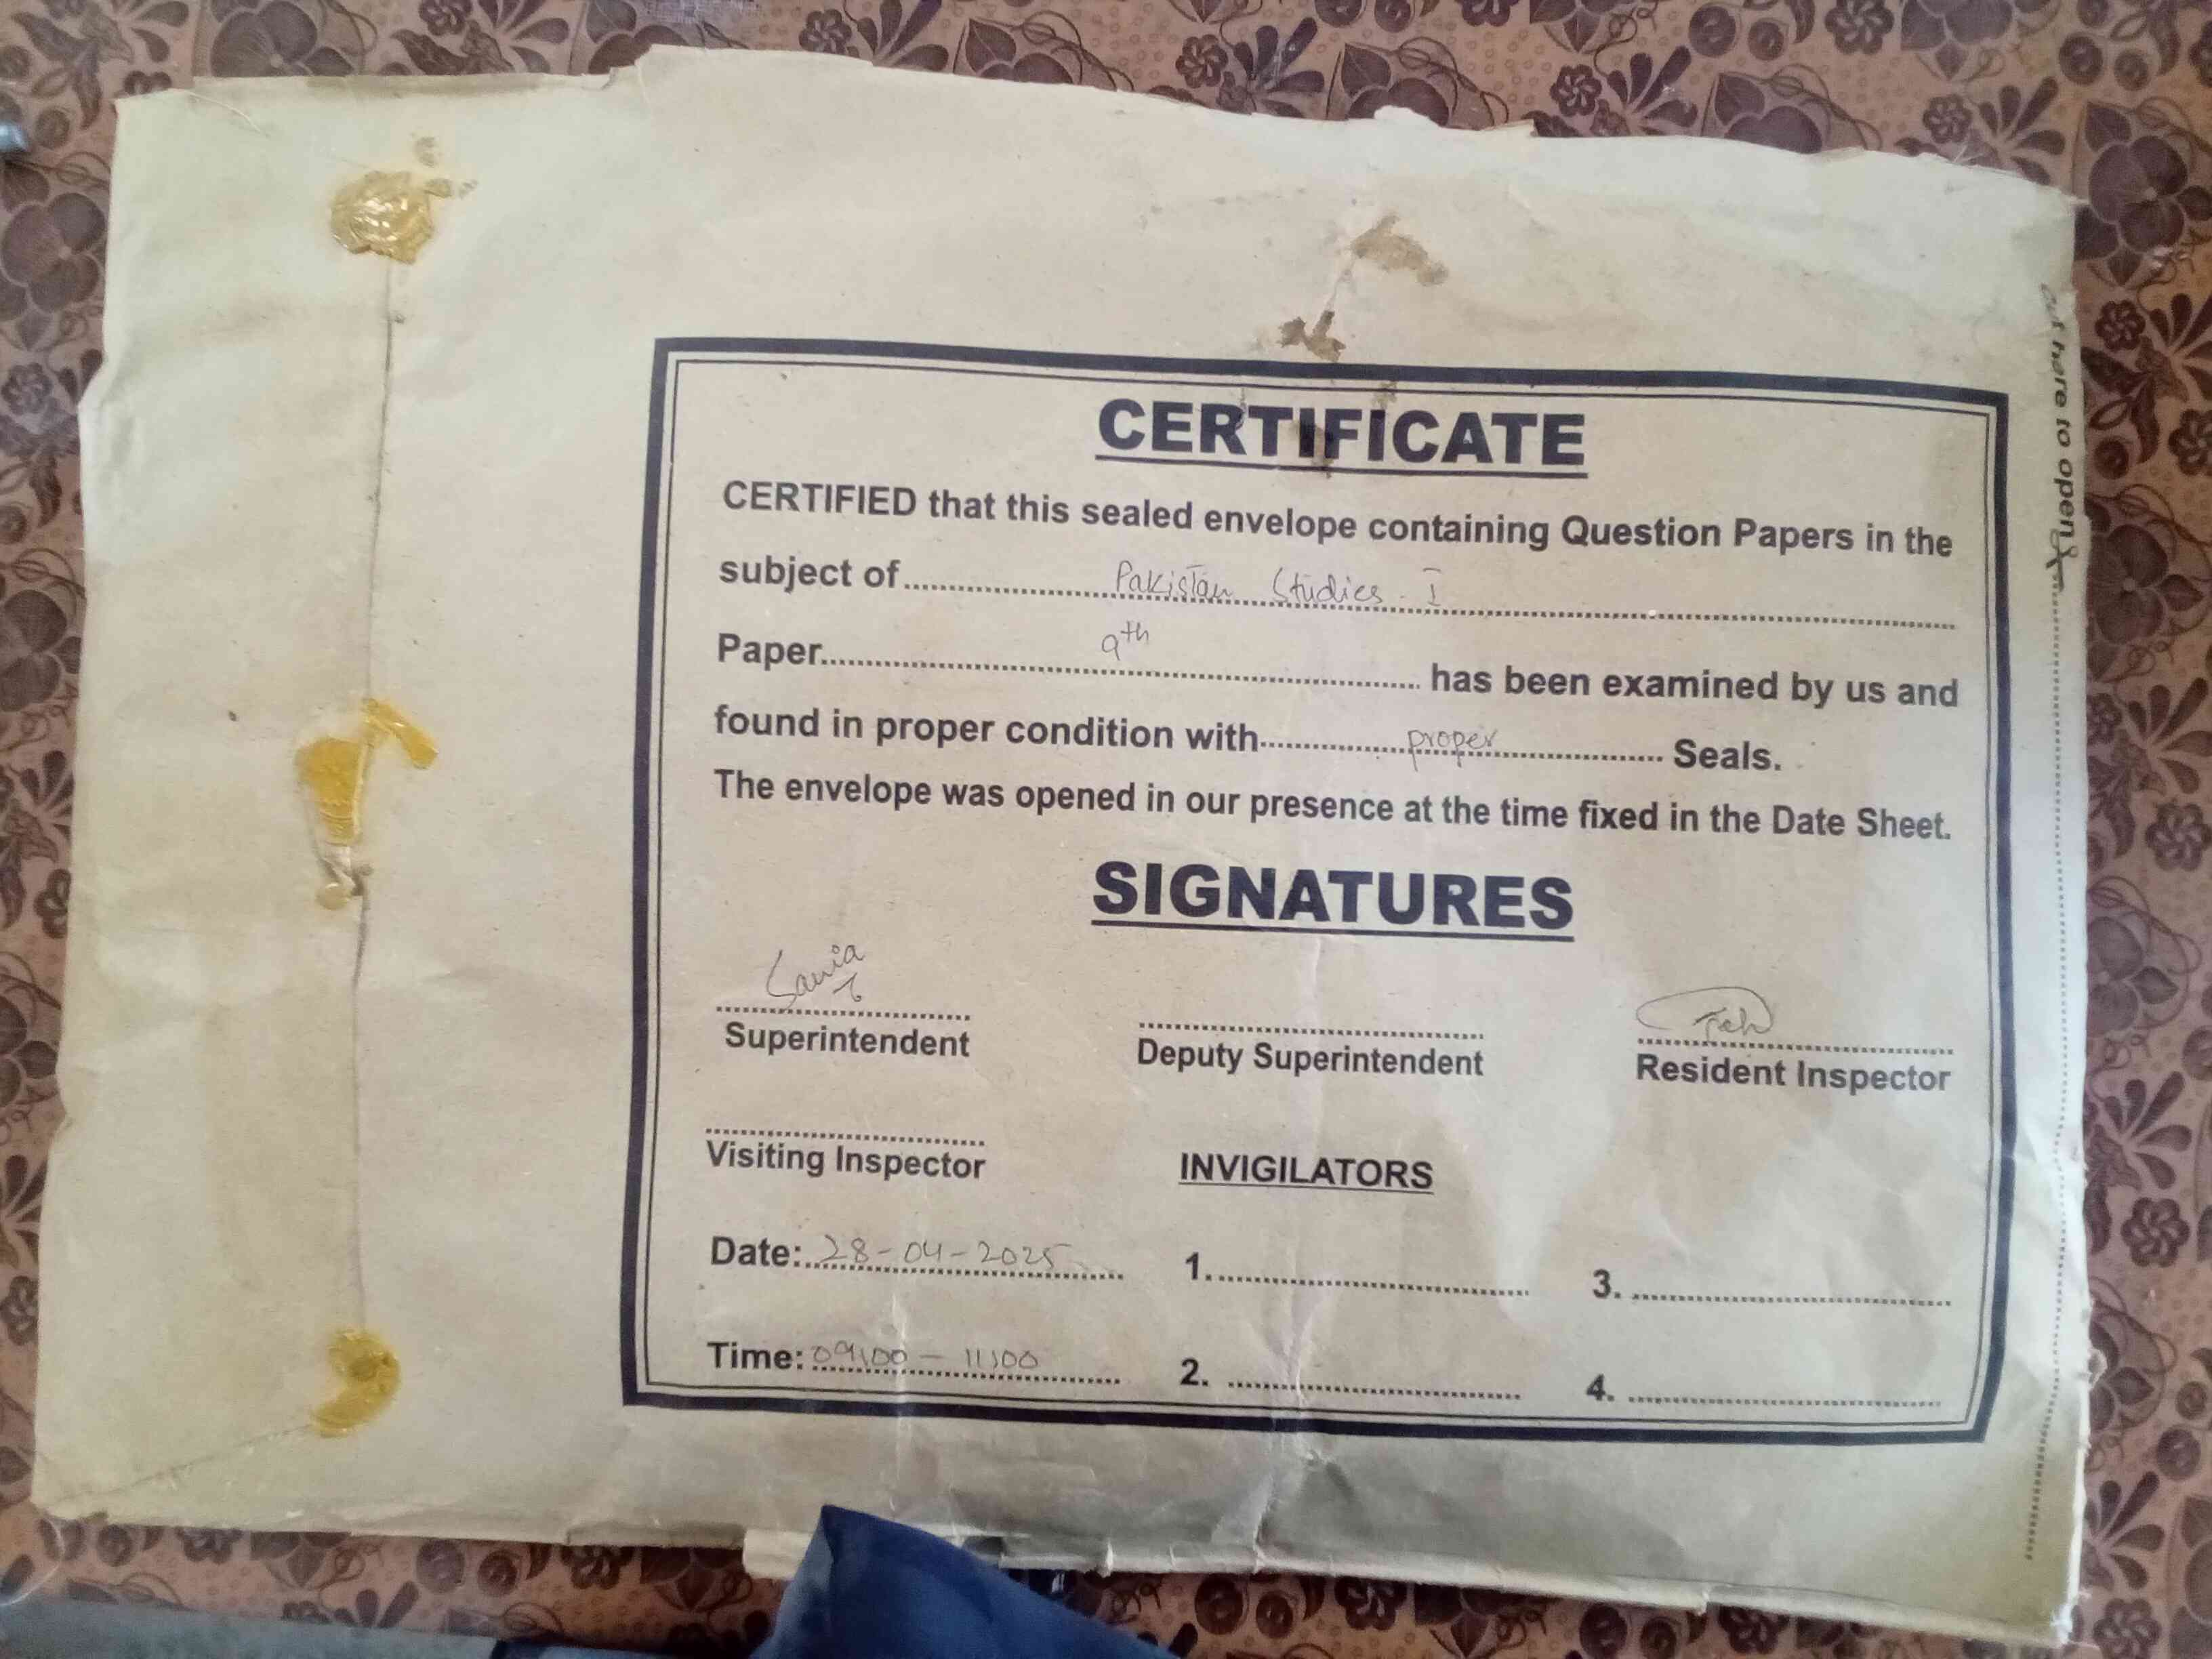 cut here to open
CERTIFICATE
CERTIFIED that this sealed envelope containing Question Papers in the
subject of Pakistan Studies - I
Paper 9th has been examined by us and
found in proper condition with proper Seals.
The envelope was opened in our presence at the time fixed in the Date Sheet.
SIGNATURES
Superintendent Deputy Superintendent Resident Inspector
Visiting Inspector INVIGILATORS
Date: 28-04-2025 1. 3.
Time: 09:00 - 11:00 2. 4.